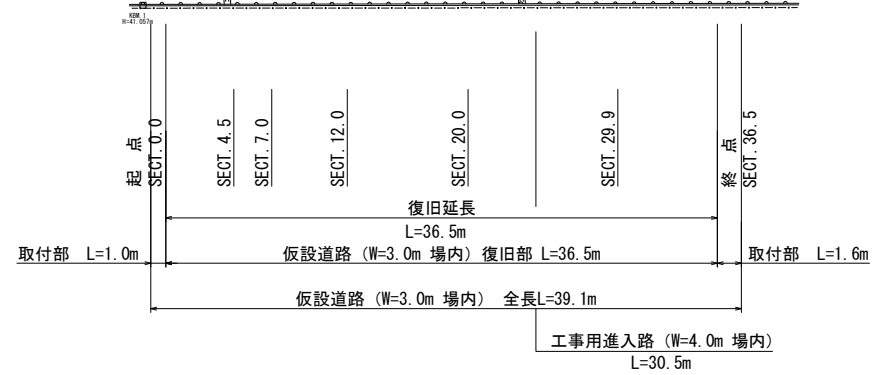 KBM.1
H=41.057m
起 点
SECT. 0.0
SECT. 4.5
SECT. 7.0
SECT. 12.0
SECT. 20.0
SECT. 29.9
終 点
SECT. 36.5
復旧延長
L=36.5m
取付部 L=1.0m
仮設道路 (W=3.0m 場内) 復旧部 L=36.5m
取付部 L=1.6m
仮設道路 (W=3.0m 場内) 全長L=39.1m
工事用進入路 (W=4.0m 場内)
L=30.5m